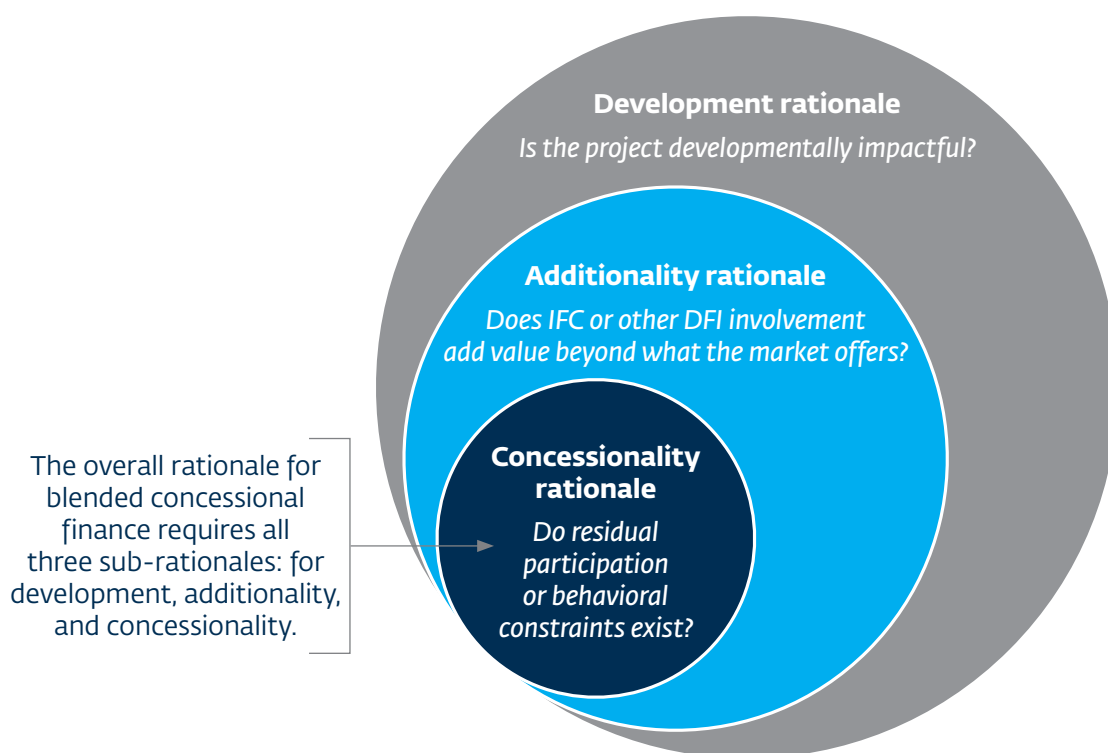 Development rationale
Is the project developmentally impactful?
Additionality rationale
Does IFC or other DFI involvement
add value beyond what the market offers?
Concessionality
rationale
Do residual
participation
or behavioral
constraints exist?
The overall rationale for
blended concessional
finance requires all
three sub-rationales: for
development, additionality,
and concessionality.